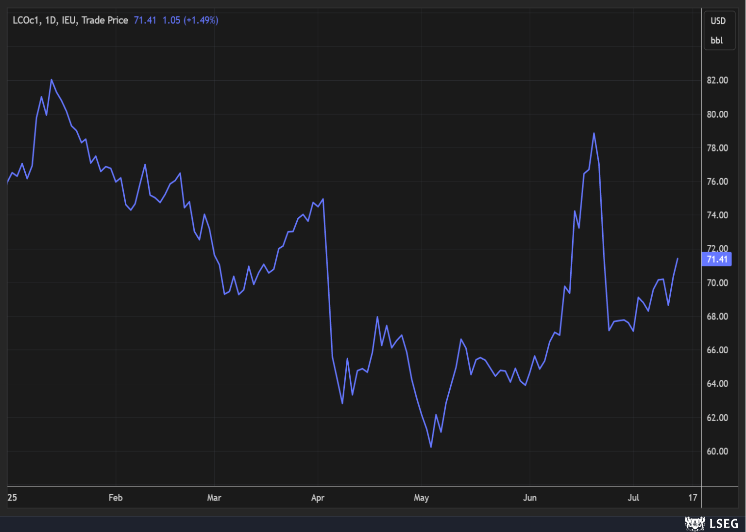 LCOc1, 1D, IEU, Trade Price 71.41 1.05 (+1.49%)
USD
bbl
82.00
80.00
78.00
76.00
74.00
72.00
71.41
70.00
68.00
66.00
64.00
62.00
60.00
25 Feb Mar Apr May Jun Jul 17
LSEG